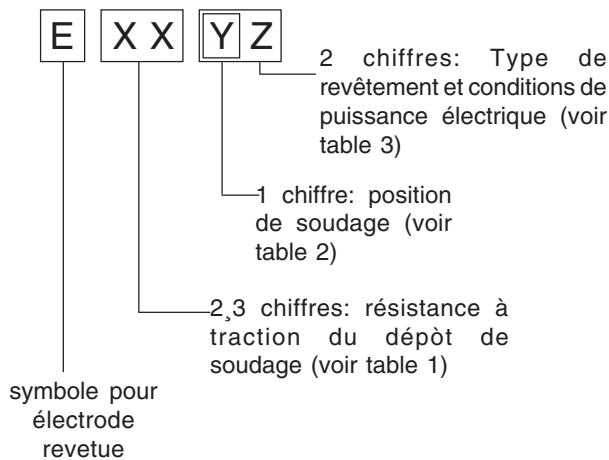 E X X Y Z
2 chiffres: Type de
revêtement et conditions de
puissance électrique (voir
table 3)
1 chiffre: position
de soudage (voir
table 2)
2¸3 chiffres: résistance à
traction du dépòt de
soudage (voir table 1)
symbole pour
électrode
revetue